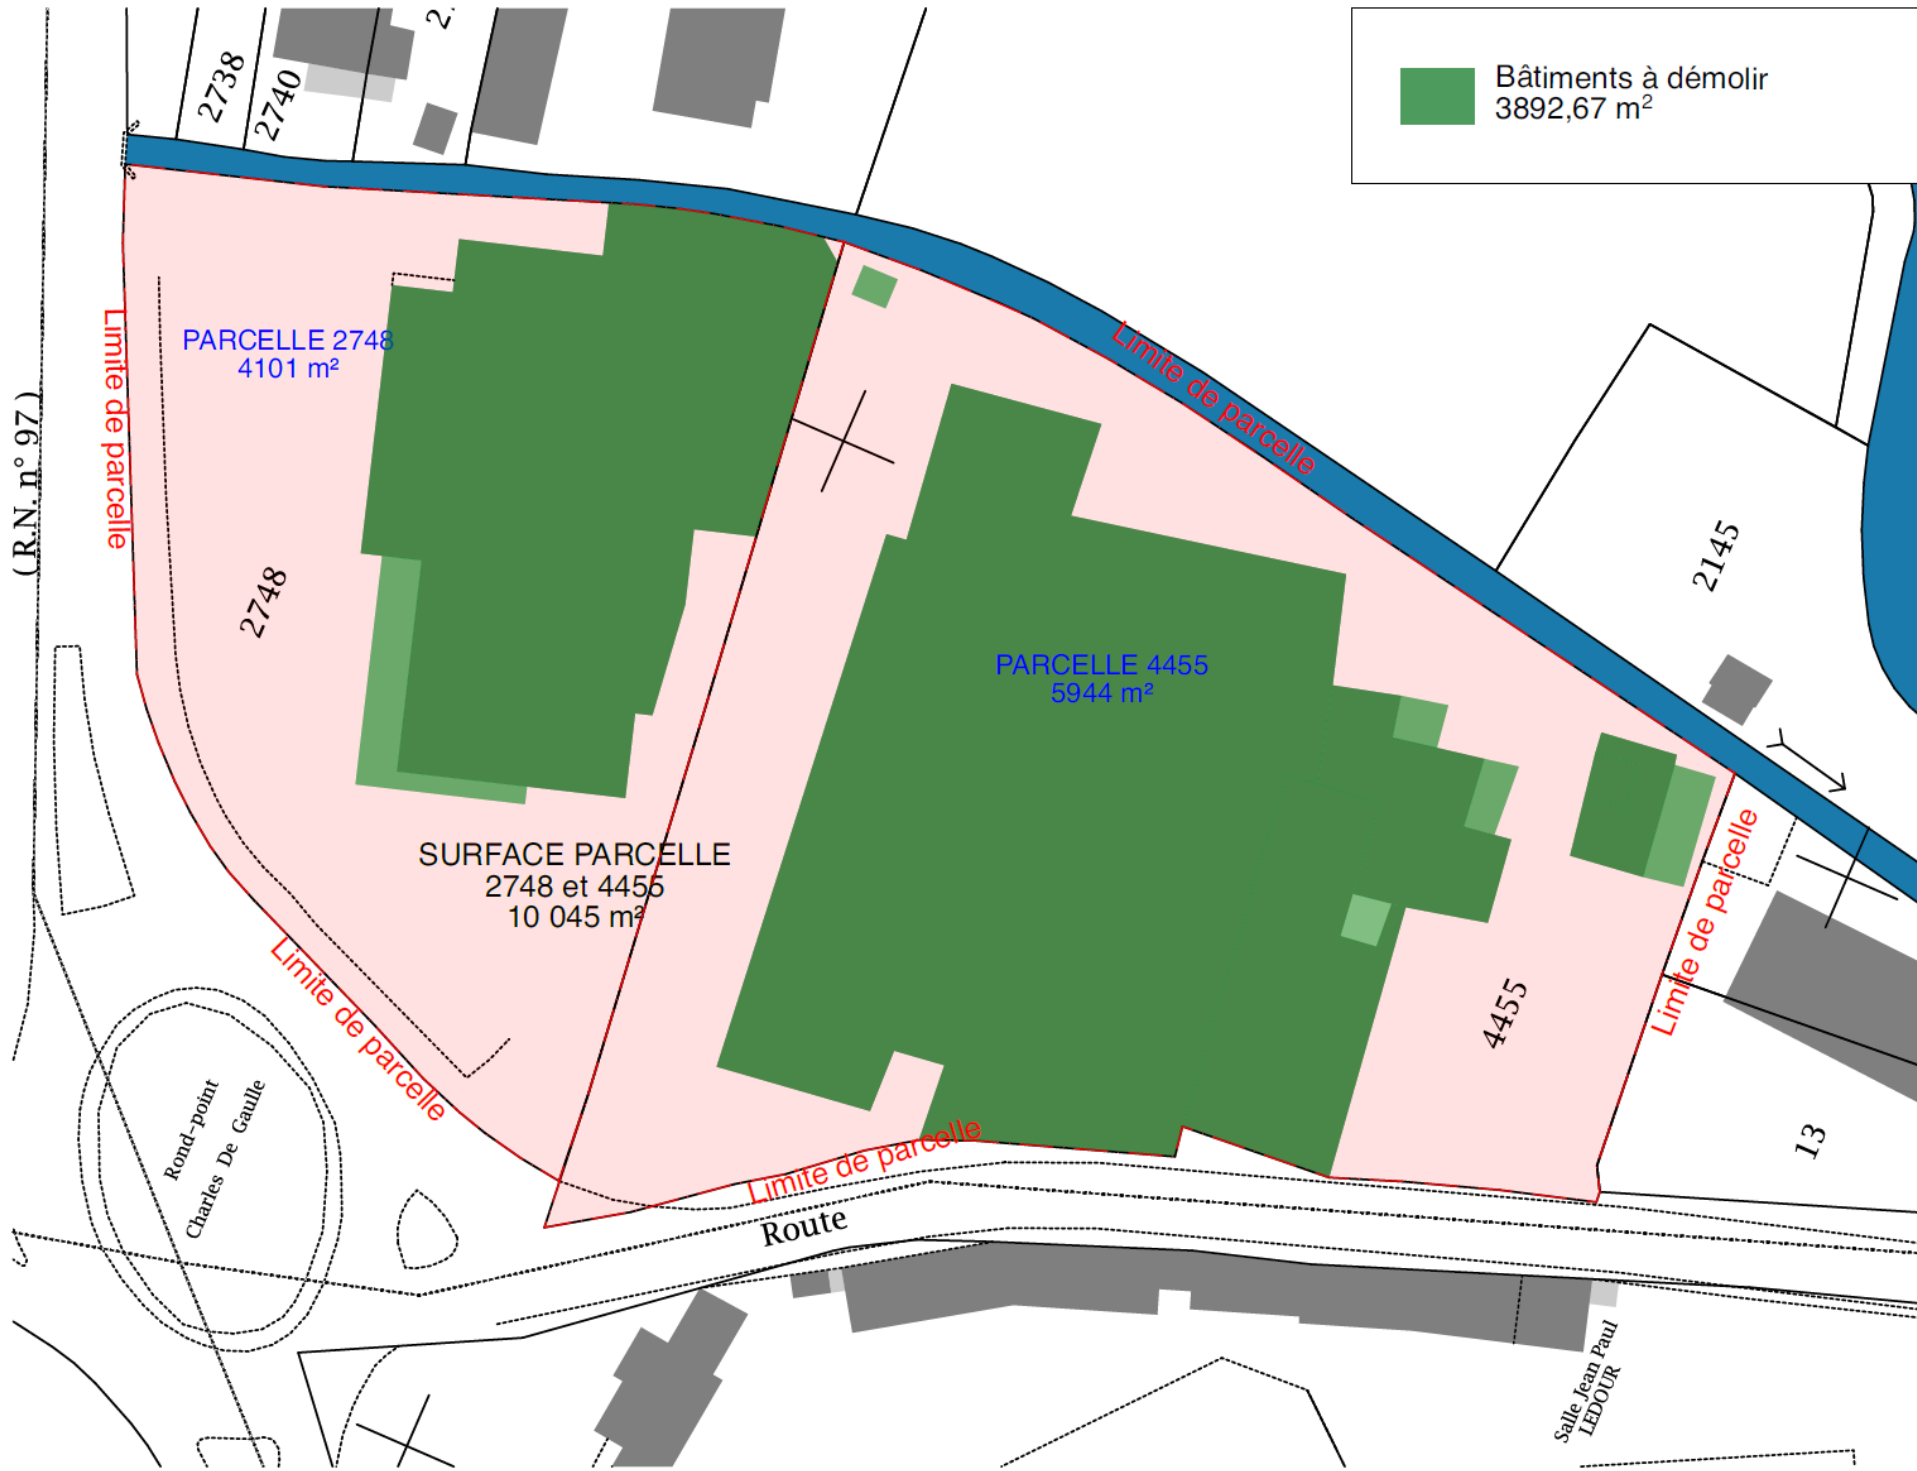 2738
2740
Bâtiments à démolir
3892,67 m²
PARCELLE 2748
4101 m²
Limite de parcelle
Limite de parcelle
( R.N. n° 97 )
2748
2145
PARCELLE 4455
5944 m²
SURFACE PARCELLE
2748 et 4455
10 045 m²
Limite de parcelle
Limite de parcelle
4455
Rond-point
Charles De Gaulle
Limite de parcelle
13
Route
Salle Jean Paul
LEDOUR